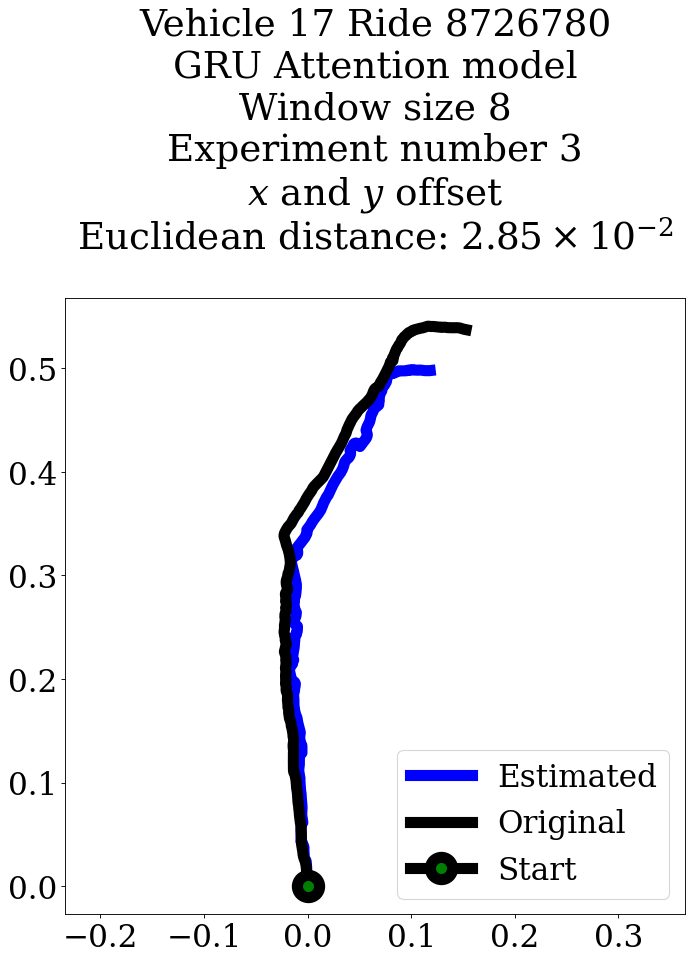 Vehicle 17 Ride 8726780
GRU Attention model
Window size 8
Experiment number 3
x and y offset
Euclidean distance: 2.85 × 10⁻²
0.5
0.4
0.3
0.2
0.1
0.0
Estimated
Original
Start
−0.2 −0.1 0.0 0.1 0.2 0.3